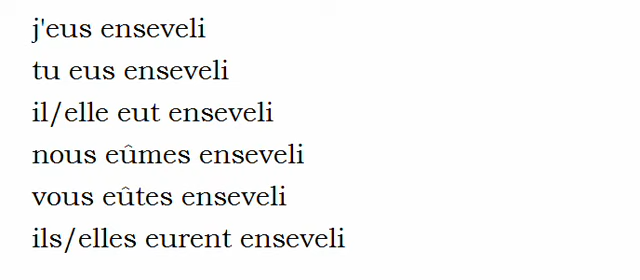 j'eus enseveli
tu eus enseveli
il/elle eut enseveli
nous eûmes enseveli
vous eûtes enseveli
ils/elles eurent enseveli